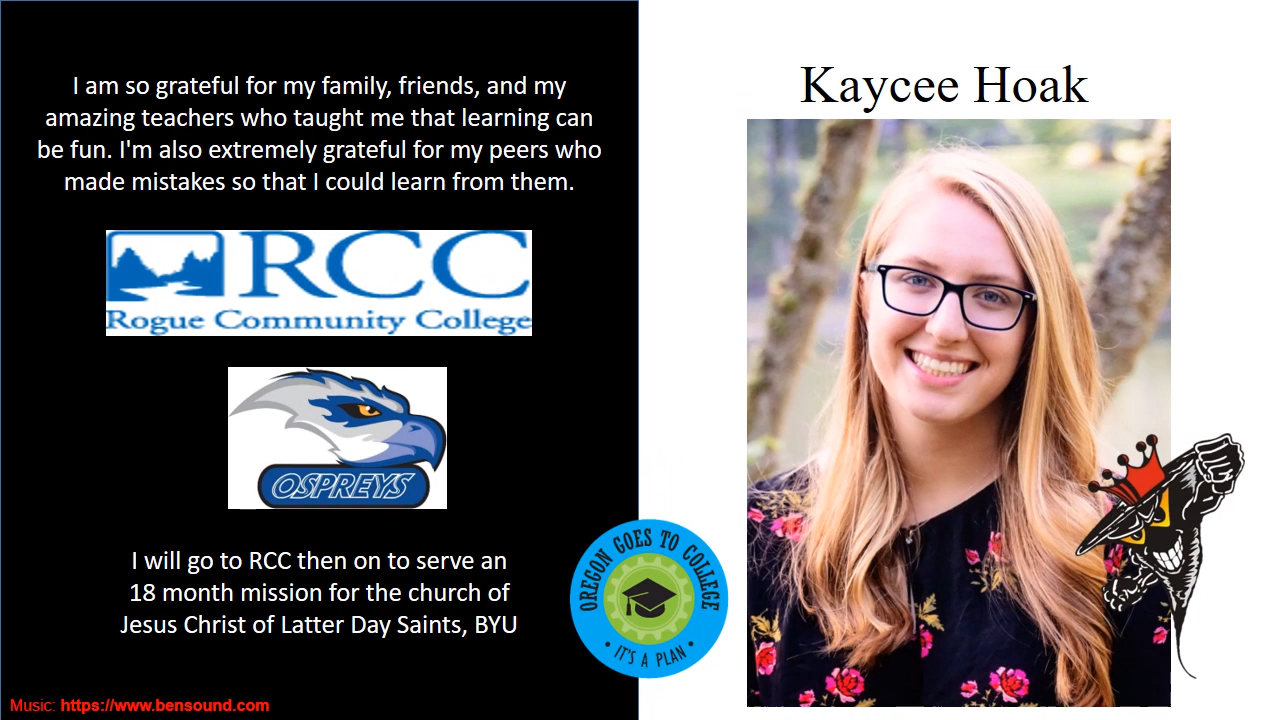 I am so grateful for my family, friends, and my
amazing teachers who taught me that learning can
be fun. I'm also extremely grateful for my peers who
made mistakes so that I could learn from them.
RCC
Rogue Community College
OSPREYS
I will go to RCC then on to serve an
18 month mission for the church of
Jesus Christ of Latter Day Saints, BYU
Music: https://www.bensound.com
OREGON GOES TO COLLEGE
• IT'S A PLAN •
Kaycee Hoak